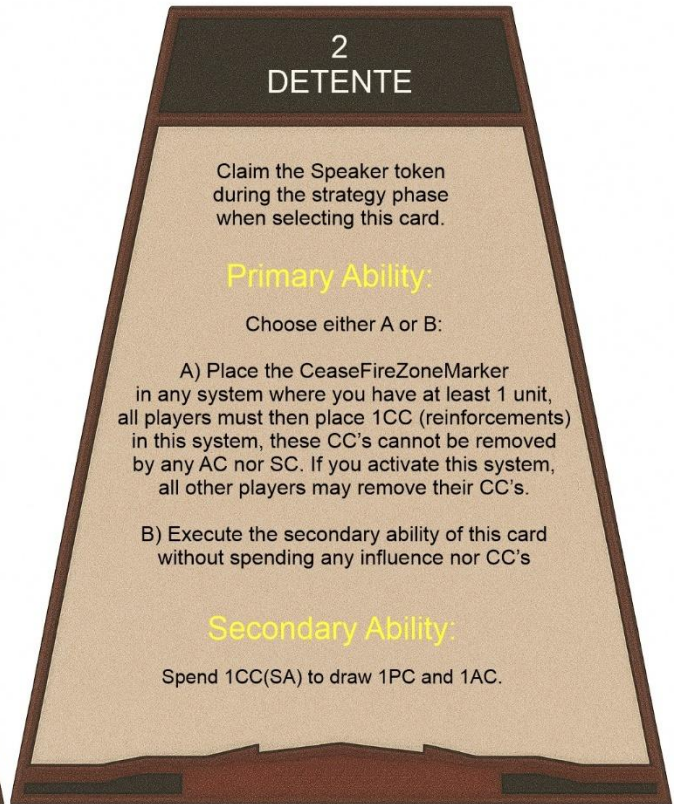 2
DETENTE
Claim the Speaker token
during the strategy phase
when selecting this card.
Primary Ability:
Choose either A or B:
A) Place the CeaseFireZoneMarker
in any system where you have at least 1 unit,
all players must then place 1CC (reinforcements)
in this system, these CC's cannot be removed
by any AC nor SC. If you activate this system,
all other players may remove their CC's.
B) Execute the secondary ability of this card
without spending any influence nor CC's
Secondary Ability:
Spend 1CC(SA) to draw 1PC and 1AC.